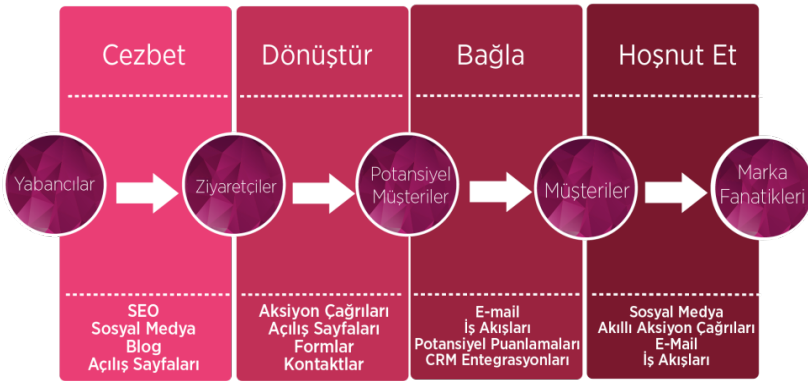 Cezbet
Dönüştür
Bağla
Hoşnut Et
Yabancılar
Ziyaretçiler
Potansiyel
Müşteriler
Müşteriler
Marka
Fanatikleri
SEO
Sosyal Medya
Blog
Açılış Sayfaları
Aksiyon Çağrıları
Açılış Sayfaları
Formlar
Kontaktlar
E-mail
İş Akışları
Potansiyel Puanlamaları
CRM Entegrasyonları
Sosyal Medya
Akıllı Aksiyon Çağrıları
E-Mail
İş Akışları